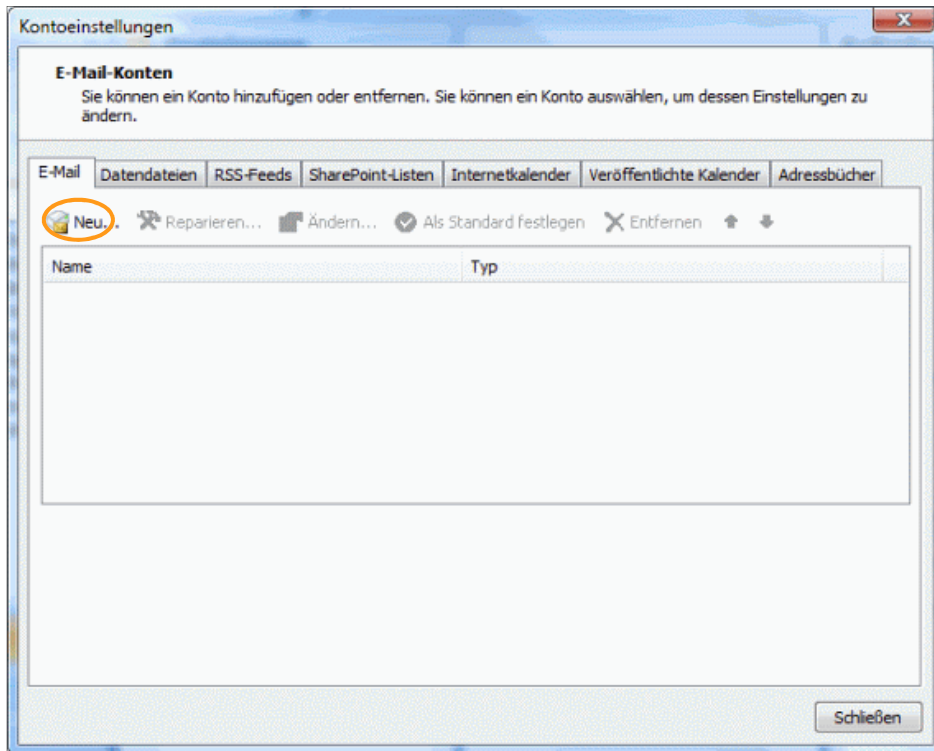 Kontoeinstellungen
E-Mail-Konten
Sie können ein Konto hinzufügen oder entfernen. Sie können ein Konto auswählen, um dessen Einstellungen zu
ändern.
E-Mail Datendateien RSS-Feeds SharePoint-Listen Internetkalender Veröffentlichte Kalender Adressbücher
Neu... Reparieren... Ändern... Als Standard festlegen Entfernen
Name Typ
Schließen